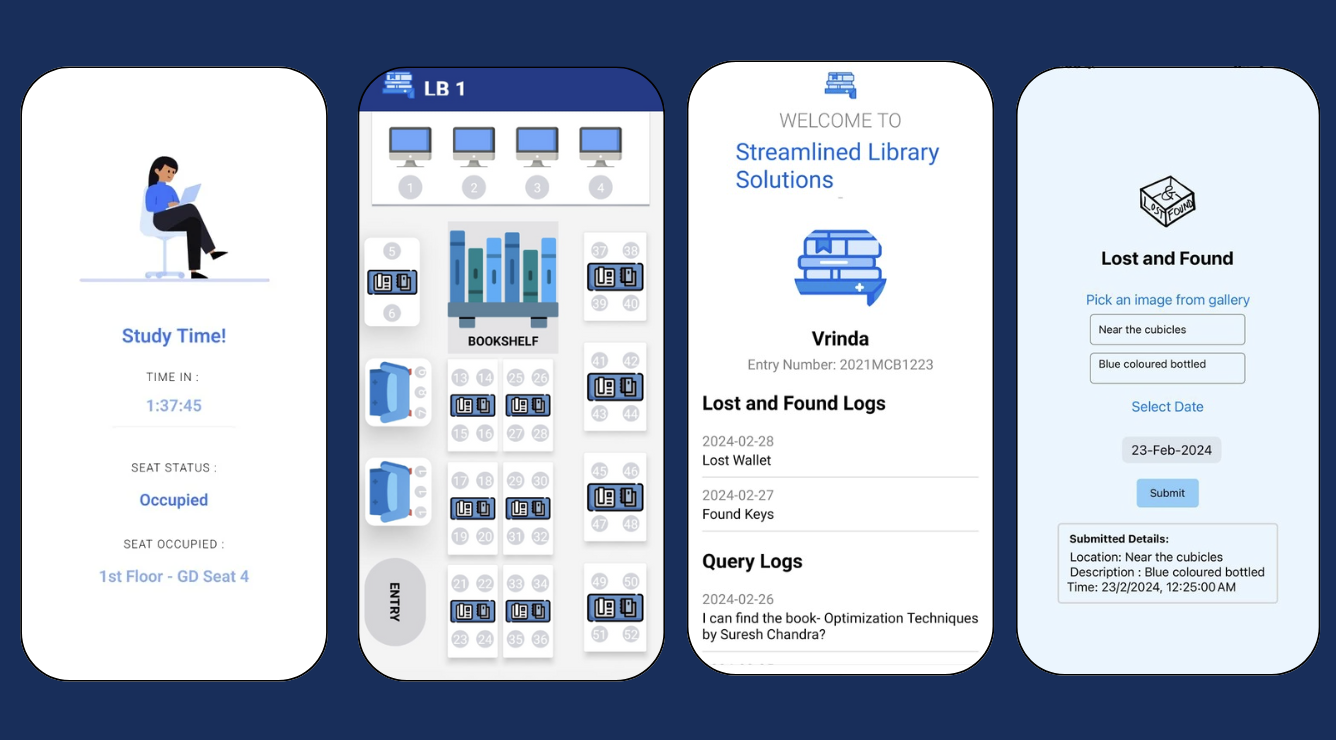 Study Time!
TIME IN :
1:37:45
SEAT STATUS :
Occupied
SEAT OCCUPIED :
1st Floor - GD Seat 4
LB 1
1 2 3 4
5
6
BOOKSHELF
37 38
39 40
41 42
43 44
13 14 25 26
15 16 27 28
17 18 29 30
19 20 31 32
45 46
47 48
21 22 33 34
23 24 35 36
49 50
51 52
ENTRY
WELCOME TO
Streamlined Library
Solutions
Vrinda
Entry Number: 2021MCB1223
Lost and Found Logs
2024-02-28
Lost Wallet
2024-02-27
Found Keys
Query Logs
2024-02-26
I can find the book- Optimization Techniques
by Suresh Chandra?
&
LOST FOUND
Lost and Found
Pick an image from gallery
Near the cubicles
Blue coloured bottled
Select Date
23-Feb-2024
Submit
Submitted Details:
Location: Near the cubicles
Description : Blue coloured bottled
Time: 23/2/2024, 12:25:00 AM